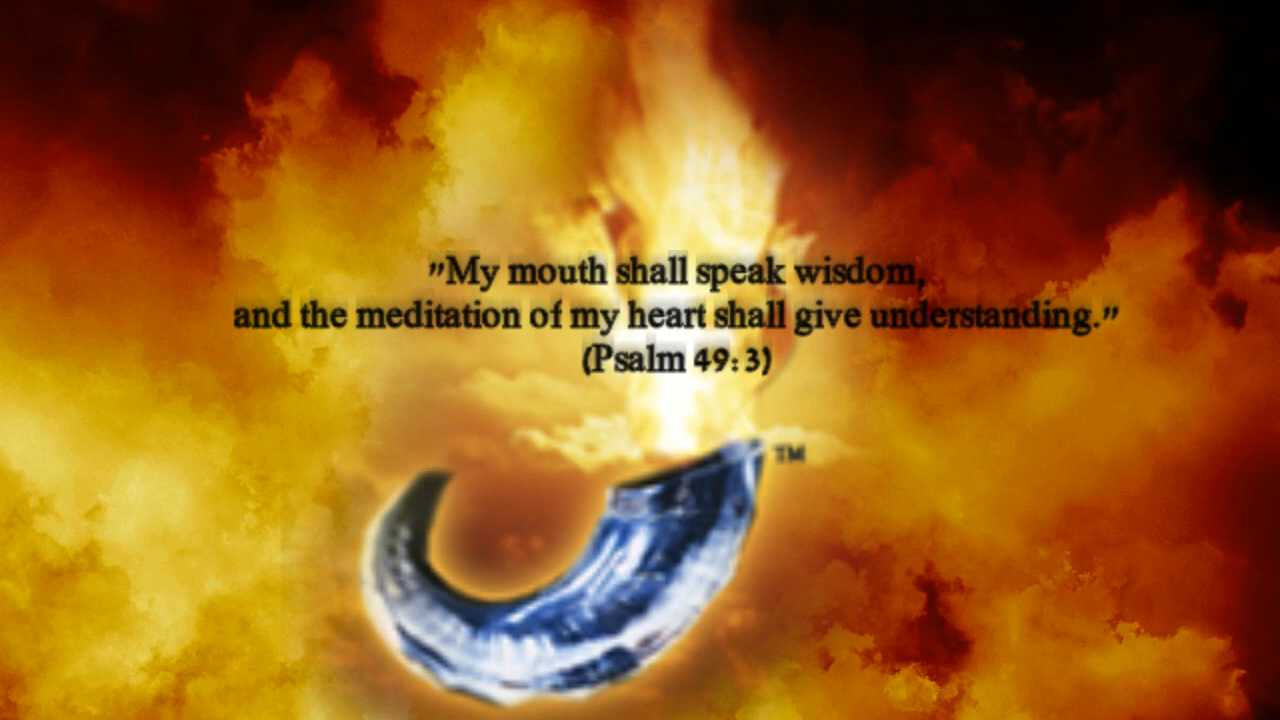 "My mouth shall speak wisdom,
and the meditation of my heart shall give understanding."
(Psalm 49:3)
TM